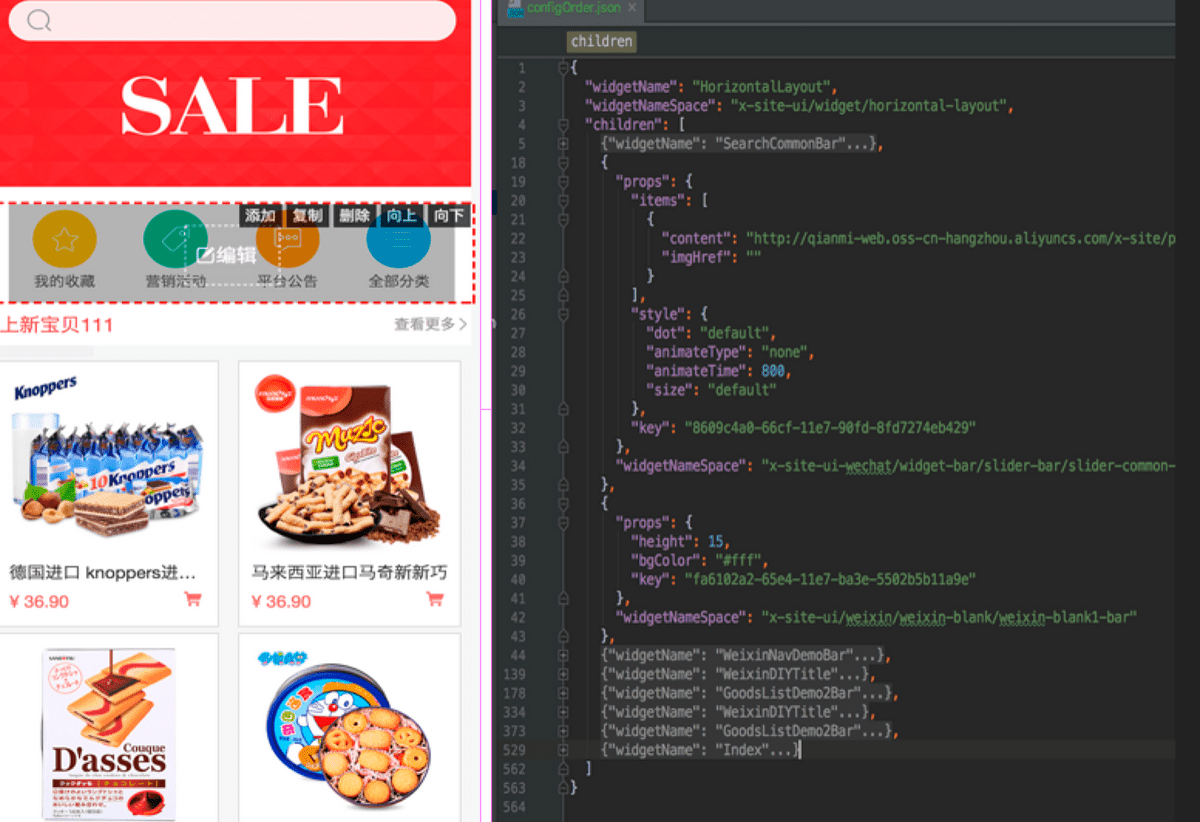 SALE
添加 复制 删除 向上 向下
编辑
我的收藏 营销活动 平台公告 全部分类
上新宝贝111 查看更多
Knoppers
10 Knoppers
Knoppers
Muzic
德国进口 knoppers进...
¥ 36.90
马来西亚进口马奇新新巧
¥ 36.90
Couque
D'asses
configOrder.json
children
1 {
2 "widgetName": "HorizontalLayout",
3 "widgetNameSpace": "x-site-ui/widget/horizontal-layout",
4 "children": [
5 {"widgetName": "SearchCommonBar"...},
18 {
19 "props": {
20 "items": [
21 {
22 "content": "http://qianmi-web.oss-cn-hangzhou.aliyuncs.com/x-site/p
23 "imgHref": ""
24 }
25 ],
26 "style": {
27 "dot": "default",
28 "animateType": "none",
29 "animateTime": 800,
30 "size": "default"
31 },
32 "key": "8609c4a0-66cf-11e7-90fd-8fd7274eb429"
33 },
34 "widgetNameSpace": "x-site-ui-wechat/widget-bar/slider-bar/slider-common-
35 },
36 {
37 "props": {
38 "height": 15,
39 "bgColor": "#fff",
40 "key": "fa6102a2-65e4-11e7-ba3e-5502b5b11a9e"
41 },
42 "widgetNameSpace": "x-site-ui/weixin/weixin-blank/weixin-blank1-bar"
43 },
44 {"widgetName": "WeixinNavDemoBar"...},
139 {"widgetName": "WeixinDIYTitle"...},
178 {"widgetName": "GoodsListDemo2Bar"...},
334 {"widgetName": "WeixinDIYTitle"...},
373 {"widgetName": "GoodsListDemo2Bar"...},
529 {"widgetName": "Index"...}
562 ]
563 }
564